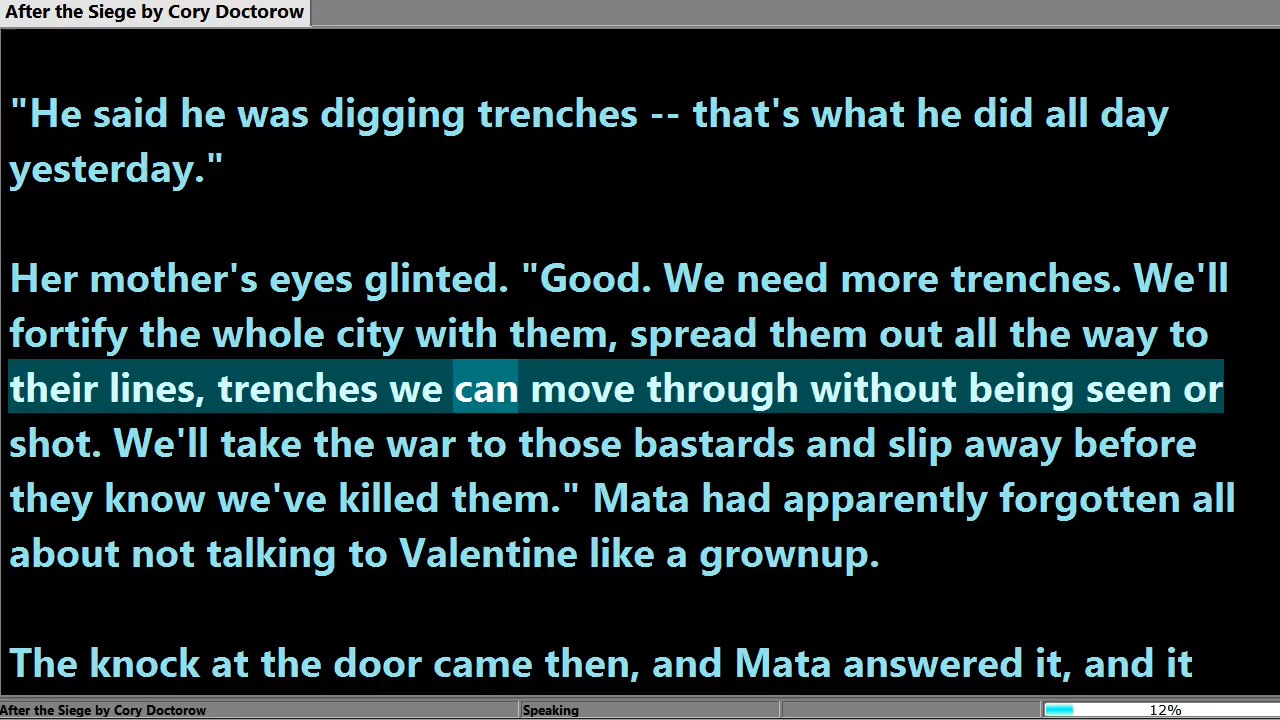 After the Siege by Cory Doctorow
"He said he was digging trenches -- that's what he did all day
yesterday."
Her mother's eyes glinted. "Good. We need more trenches. We'll
fortify the whole city with them, spread them out all the way to
their lines, trenches we can move through without being seen or
shot. We'll take the war to those bastards and slip away before
they know we've killed them." Mata had apparently forgotten all
about not talking to Valentine like a grownup.
The knock at the door came then, and Mata answered it, and it
After the Siege by Cory Doctorow
Speaking
12%